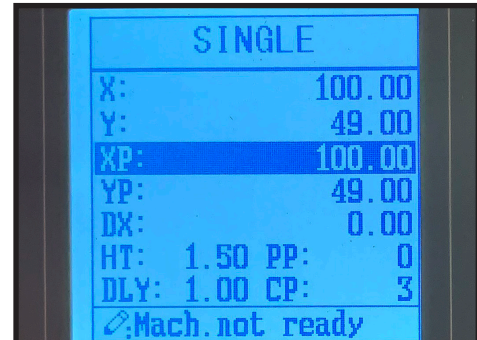 SINGLE
X: 100.00
Y: 49.00
XP: 100.00
YP: 49.00
DX: 0.00
HT: 1.50 PP: 0
DLY: 1.00 CP: 3
:Mach.not ready